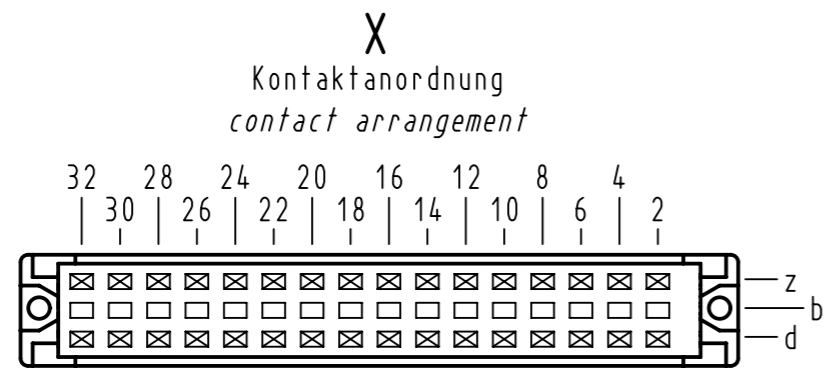 X
Kontaktanordnung
contact arrangement
32 28 24 20 16 12 8 4
30 26 22 18 14 10 6 2
z
b
d